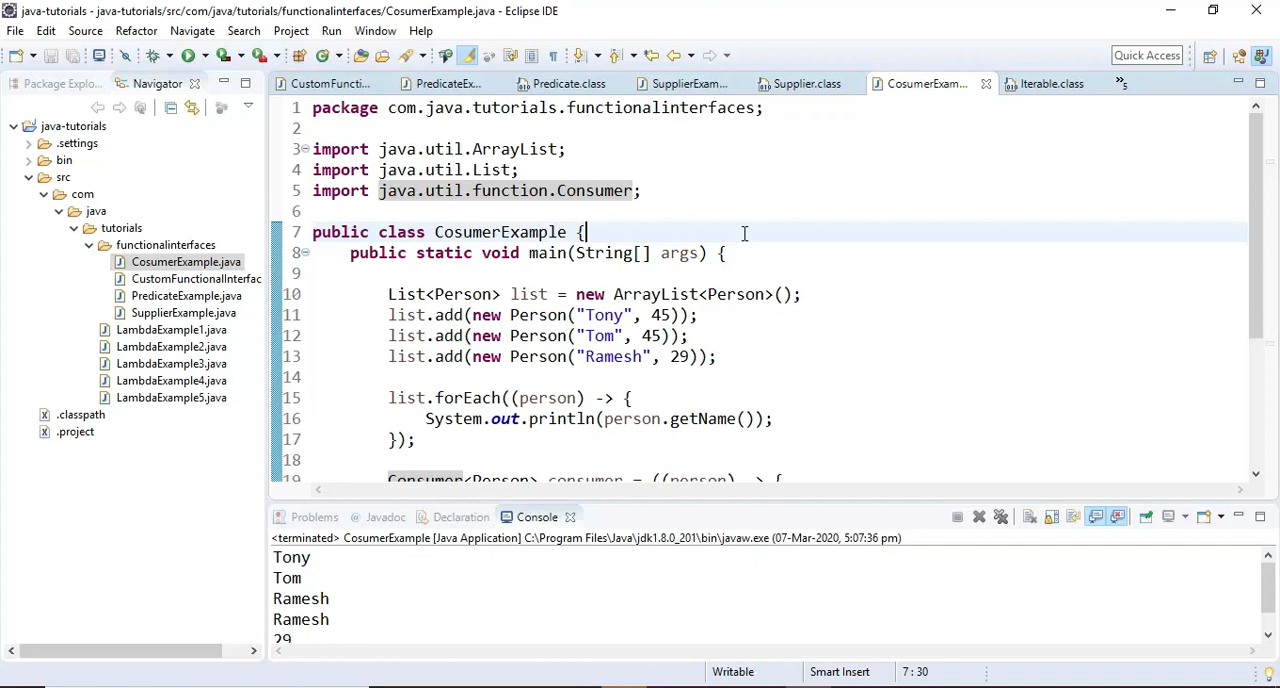 java-tutorials - java-tutorials/src/com/java/tutorials/functionalinterfaces/CosumerExample.java - Eclipse IDE
File Edit Source Refactor Navigate Search Project Run Window Help
Quick Access
Package Explo... Navigator
CustomFuncti... PredicateEx... Predicate.class SupplierExam... Supplier.class CosumerExam... Iterable.class »5
java-tutorials
.settings
bin
src
com
java
tutorials
functionalinterfaces
CosumerExample.java
CustomFunctionalInterfac
PredicateExample.java
SupplierExample.java
LambdaExample1.java
LambdaExample2.java
LambdaExample3.java
LambdaExample4.java
LambdaExample5.java
.classpath
.project
1 package com.java.tutorials.functionalinterfaces;
2
3 import java.util.ArrayList;
4 import java.util.List;
5 import java.util.function.Consumer;
6
7 public class CosumerExample {
8 public static void main(String[] args) {
9
10 List<Person> list = new ArrayList<Person>();
11 list.add(new Person("Tony", 45));
12 list.add(new Person("Tom", 45));
13 list.add(new Person("Ramesh", 29));
14
15 list.forEach((person) -> {
16 System.out.println(person.getName());
17 });
18
19 Consumer<Person> consumer = ((person) -> {
Problems Javadoc Declaration Console
<terminated> CosumerExample [Java Application] C:\Program Files\Java\jdk1.8.0_201\bin\javaw.exe (07-Mar-2020, 5:07:36 pm)
Tony
Tom
Ramesh
Ramesh
29
Writable Smart Insert 7 : 30